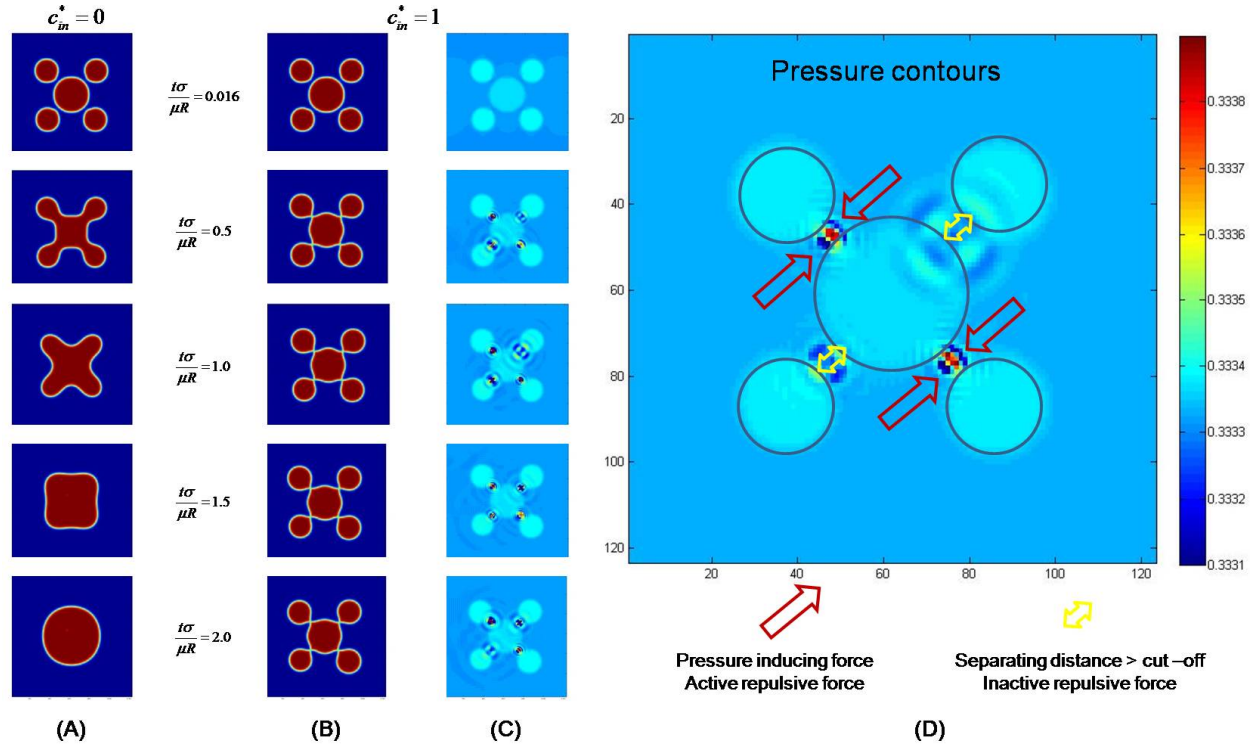 c*in = 0
c*in = 1
tσ/μR = 0.016
tσ/μR = 0.5
tσ/μR = 1.0
tσ/μR = 1.5
tσ/μR = 2.0
(A)
(B)
(C)
Pressure contours
20
40
60
80
100
120
20
40
60
80
100
120
0.3338
0.3336
0.3335
0.3334
0.3333
0.3332
0.3331
Pressure inducing force
Active repulsive force
Separating distance > cut –off
Inactive repulsive force
(D)